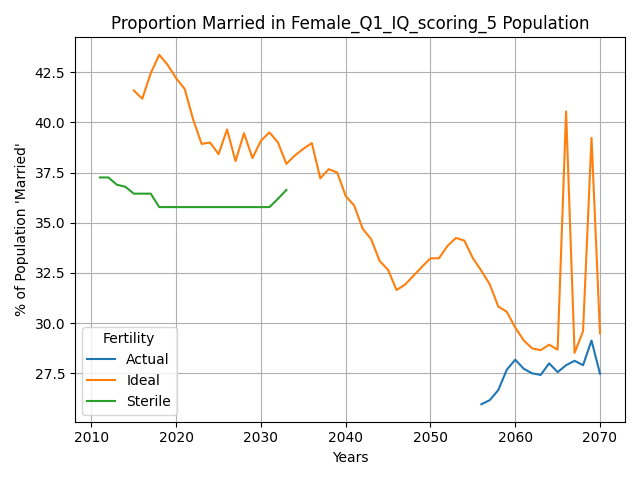 Proportion Married in Female_Q1_IQ_scoring_5 Population
% of Population 'Married'
42.5
40.0
37.5
35.0
32.5
30.0
27.5
Fertility
Actual
Ideal
Sterile
2010 2020 2030 2040 2050 2060 2070
Years